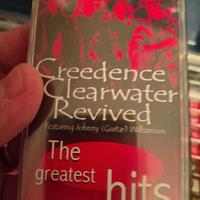 Creedence
Clearwater
Revived
Featuring Johnny (Guitar) Williamson
The
greatest
hits